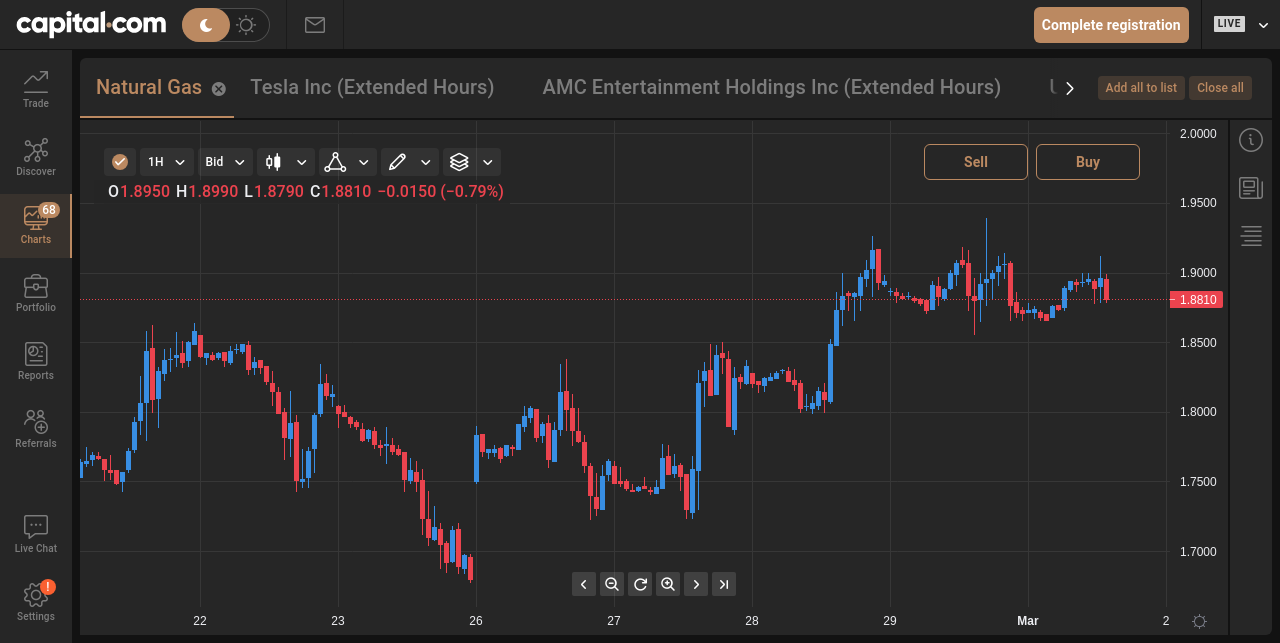 capital.com
Complete registration
LIVE
Trade
Discover
68
Charts
Portfolio
Reports
Referrals
Live Chat
!
Settings
Natural Gas
Tesla Inc (Extended Hours)
AMC Entertainment Holdings Inc (Extended Hours)
Add all to list
Close all
1H
Bid
Sell
Buy
O1.8950 H1.8990 L1.8790 C1.8810 −0.0150 (−0.79%)
2.0000
1.9500
1.9000
1.8810
1.8500
1.8000
1.7500
1.7000
22
23
26
27
28
29
Mar
2